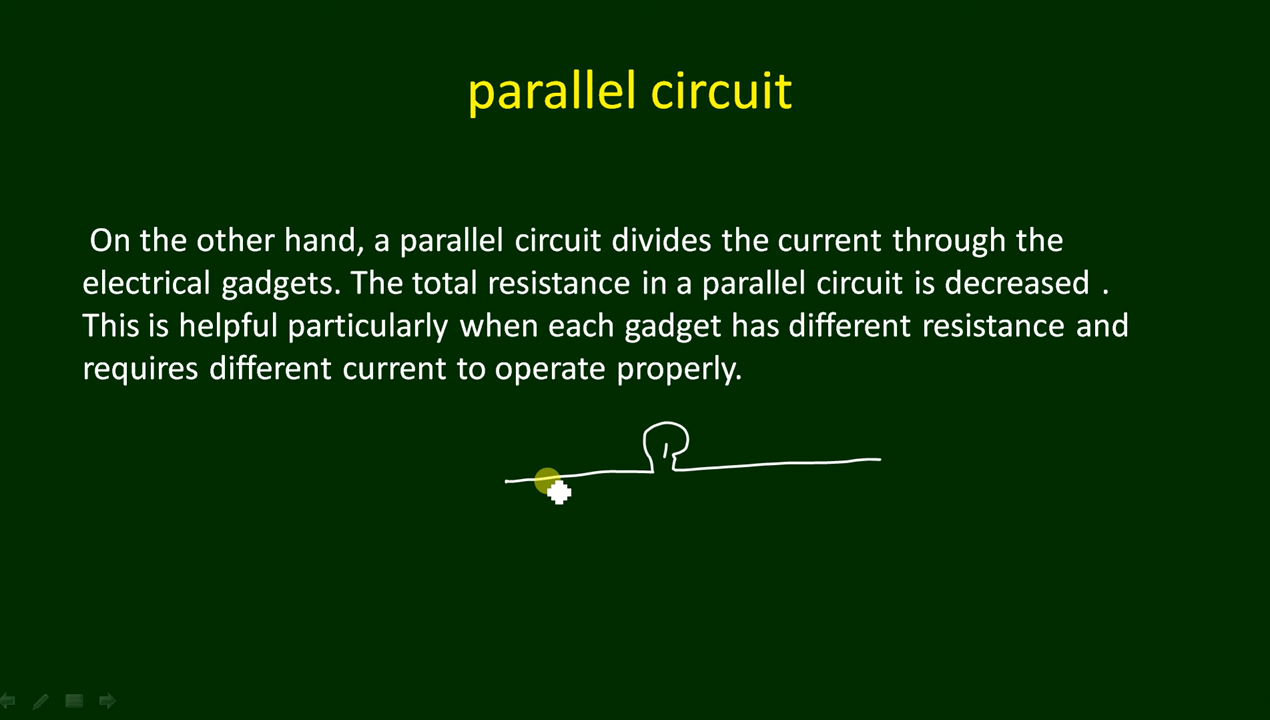 parallel circuit
On the other hand, a parallel circuit divides the current through the
electrical gadgets. The total resistance in a parallel circuit is decreased .
This is helpful particularly when each gadget has different resistance and
requires different current to operate properly.